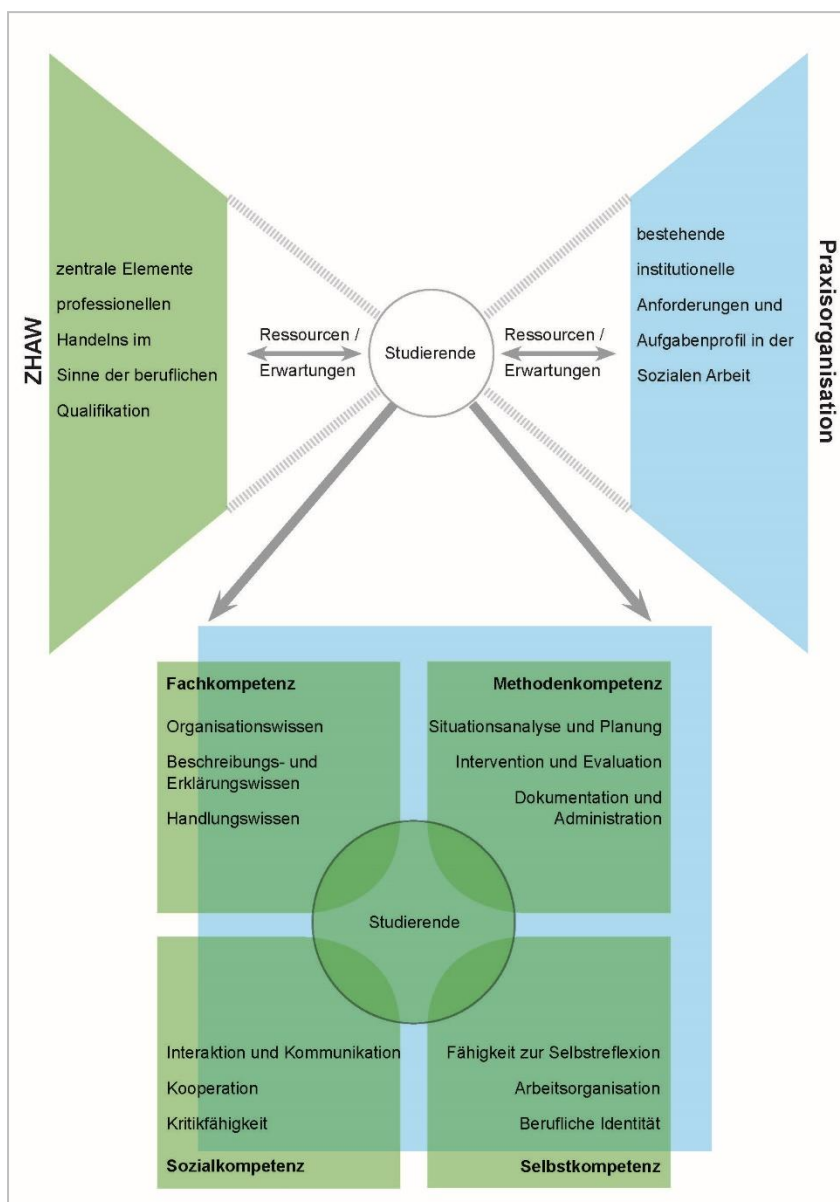 ZHAW
zentrale Elemente
professionellen
Handelns im
Sinne der beruflichen
Qualifikation
Ressourcen /
Erwartungen
Studierende
Ressourcen /
Erwartungen
bestehende
institutionelle
Anforderungen und
Aufgabenprofil in der
Sozialen Arbeit
Praxisorganisation
Fachkompetenz
Organisationswissen
Beschreibungs- und
Erklärungswissen
Handlungswissen
Methodenkompetenz
Situationsanalyse und Planung
Intervention und Evaluation
Dokumentation und
Administration
Studierende
Interaktion und Kommunikation
Kooperation
Kritikfähigkeit
Sozialkompetenz
Fähigkeit zur Selbstreflexion
Arbeitsorganisation
Berufliche Identität
Selbstkompetenz